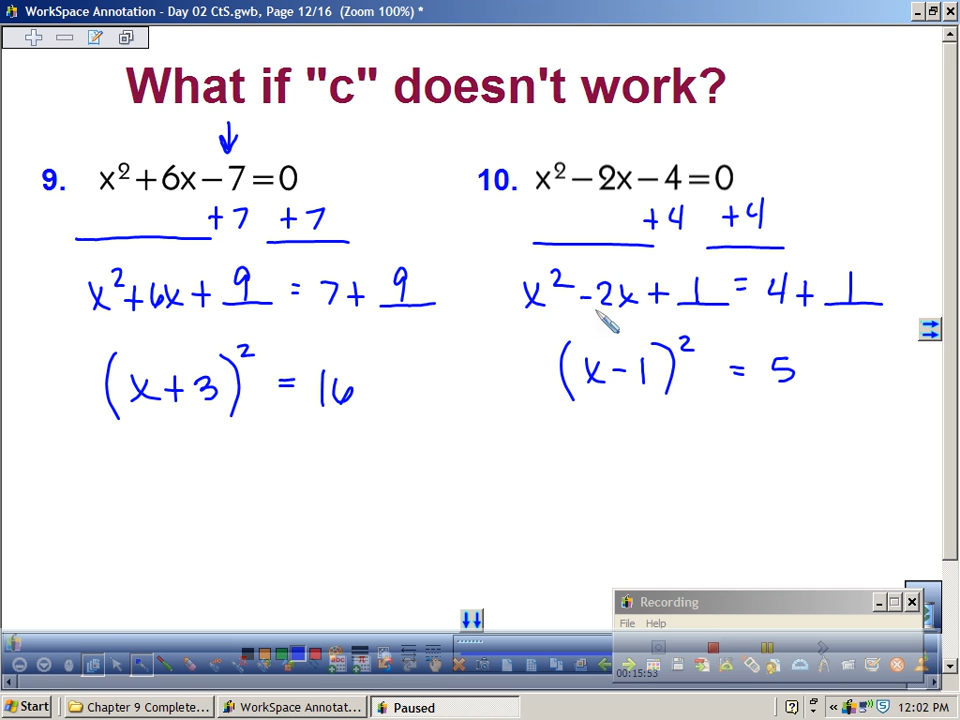 WorkSpace Annotation - Day 02 CtS.gwb, Page 12/16 (Zoom 100%) *
What if "c" doesn't work?
9. x²+6x−7=0
+7 +7
x²+6x+ 9 = 7+ 9
(x+3)² = 16
10. x²−2x−4=0
+4 +4
x²-2x+ 1 = 4+ 1
(x-1)² = 5
Recording
File Help
00:15:53
Start
Chapter 9 Complete...
WorkSpace Annotat...
Paused
12:02 PM